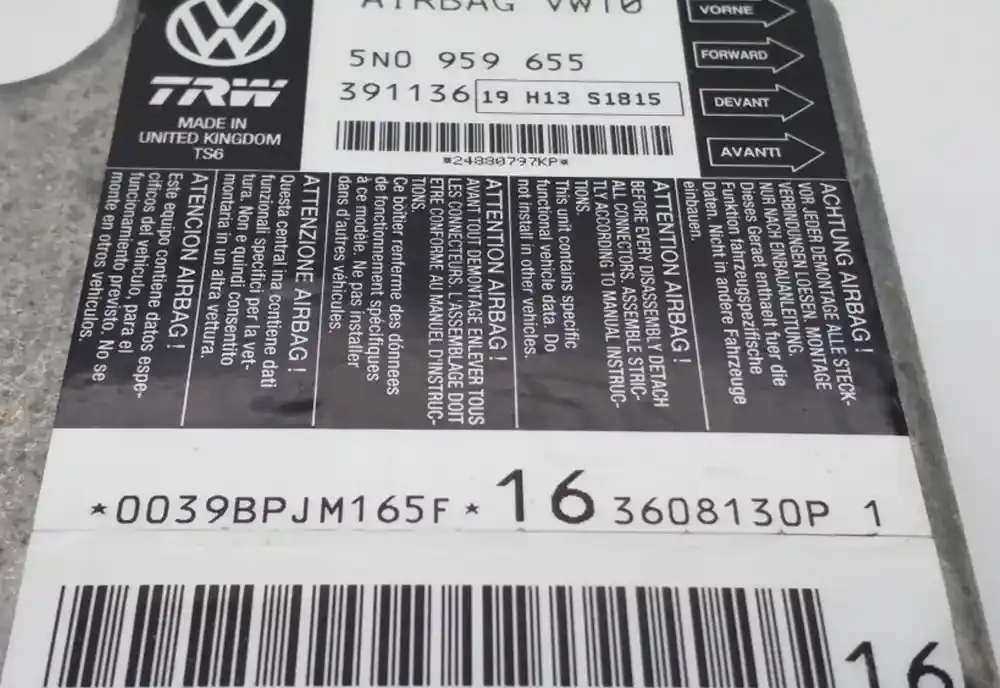 AIRBAG VW10
5N0 959 655
391136 19 H13 S1815
*24880797KP*
TRW
MADE IN
UNITED KINGDOM
TS6
VORNE
FORWARD
DEVANT
AVANTI
ACHTUNG AIRBAG !
VOR JEDER DEMONTAGE ALLE STECK-
VERBINDUNGEN LOESEN. MONTAGE
NUR NACH EINBAUANLEITUNG.
Dieses Geraet enthaelt fuer die
Funktion fahrzeugspezifische
Daten. Nicht in andere Fahrzeuge
einbauen.
ATTENTION AIRBAG !
BEFORE EVERY DISASSEMBLY DETACH
ALL CONNECTORS, ASSEMBLE STRIC-
TLY ACCORDING TO MANUAL INSTRUC-
TIONS.
This unit contains specific
functional vehicle data. Do
not install in other vehicles.
ATTENTION AIRBAG !
AVANT TOUT DEMONTAGE ENLEVER TOUS
LES CONNECTEURS, L'ASSEMBLAGE DOIT
ETRE CONFORME AU MANUEL D'INSTRUC-
TIONS.
Ce boîtier renferme des données
de fonctionnement spécifiques
à ce modèle. Ne pas installer
dans d'autres véhicules.
ATTENZIONE AIRBAG !
Questa centralina contiene dati
funzionali specifici per la vet-
tura. Non e quindi consentito
montarla in un altra vettura.
ATENCION AIRBAG !
Este equipo contiene datos espe-
cificos del vehiculo, para el
funcionamiento previsto. No se
monte en otros vehiculos.
*0039BPJM165F* 16 3608130P 1
16